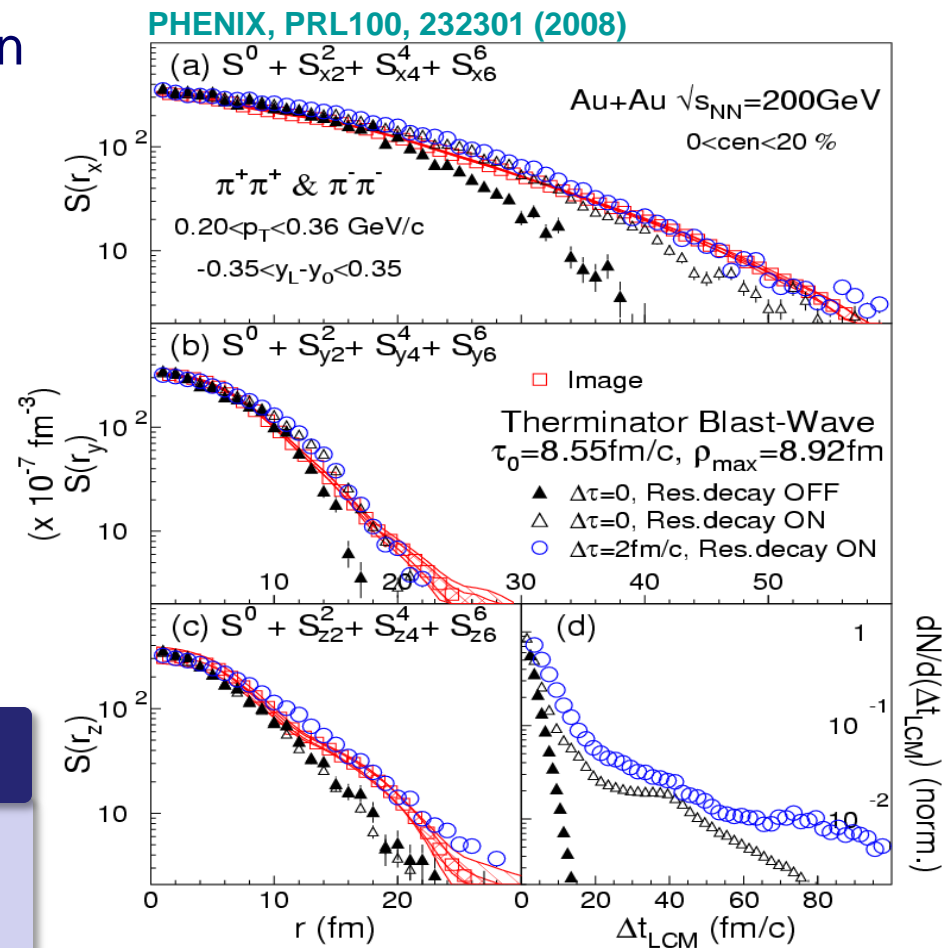 n
PHENIX, PRL100, 232301 (2008)
(a) S⁰ + S²ₓ₂ + S⁴ₓ₄ + S⁶ₓ₆
Au+Au √sNN=200GeV
0<cen<20 %
π⁺π⁺ & π⁻π⁻
0.20<pT<0.36 GeV/c
-0.35<yL-y0<0.35
S(rx)
10²
10
(b) S⁰ + S²y2 + S⁴y4 + S⁶y6
Image
Therminator Blast-Wave
τ0=8.55fm/c, ρmax=8.92fm
Δτ=0, Res.decay OFF
Δτ=0, Res.decay ON
Δτ=2fm/c, Res.decay ON
(x 10⁻⁷ fm⁻³)
S(ry)
10²
10
10 20 30 40 50
(c) S⁰ + S²z2 + S⁴z4 + S⁶z6
S(rz)
10²
10
0 10 20
r (fm)
(d)
1
10⁻¹
10⁻²
dN/d(ΔtLCM) (norm.)
0 20 40 60 80
ΔtLCM (fm/c)